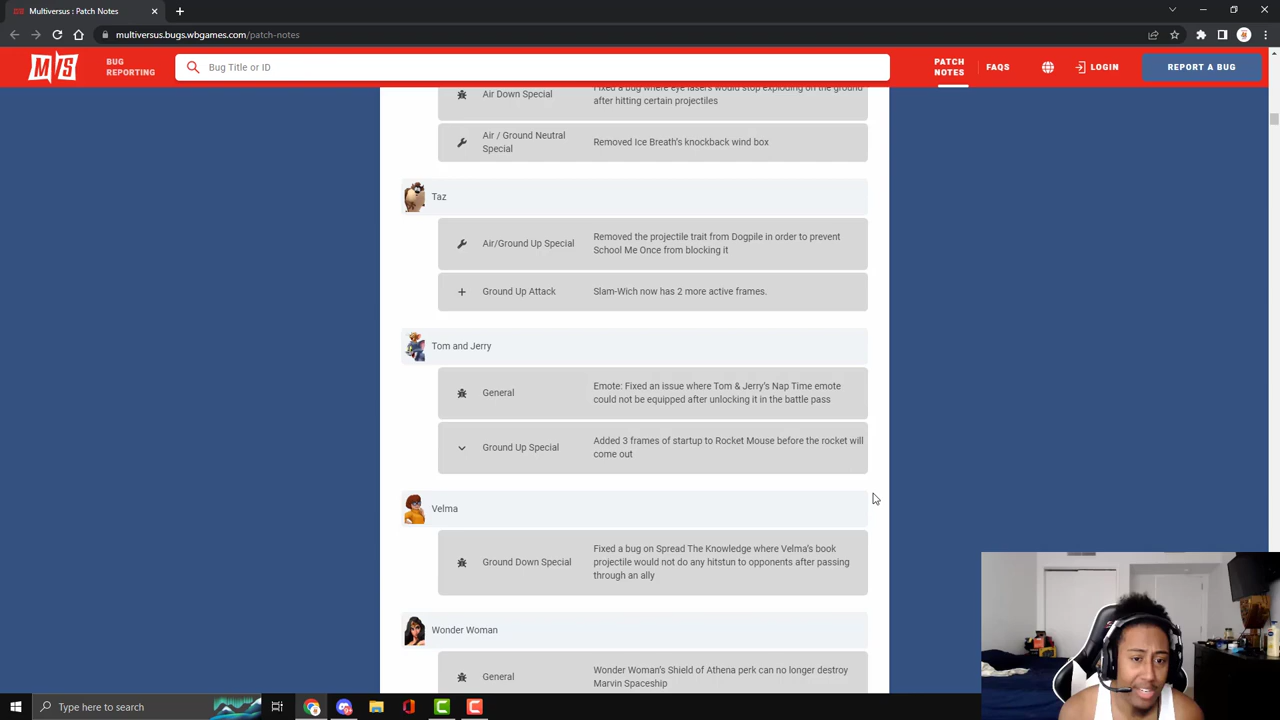 Multiversus : Patch Notes
multiversus.bugs.wbgames.com/patch-notes
MVS
BUG
REPORTING
Bug Title or ID
PATCH
NOTES
FAQS
LOGIN
REPORT A BUG
Air Down Special
Fixed a bug where eye lasers would stop exploding on the ground
after hitting certain projectiles
Air / Ground Neutral
Special
Removed Ice Breath's knockback wind box
Taz
Air/Ground Up Special
Removed the projectile trait from Dogpile in order to prevent
School Me Once from blocking it
Ground Up Attack
Slam-Wich now has 2 more active frames.
Tom and Jerry
General
Emote: Fixed an issue where Tom & Jerry's Nap Time emote
could not be equipped after unlocking it in the battle pass
Ground Up Special
Added 3 frames of startup to Rocket Mouse before the rocket will
come out
Velma
Ground Down Special
Fixed a bug on Spread The Knowledge where Velma's book
projectile would not do any hitstun to opponents after passing
through an ally
Wonder Woman
General
Wonder Woman's Shield of Athena perk can no longer destroy
Marvin Spaceship
Type here to search